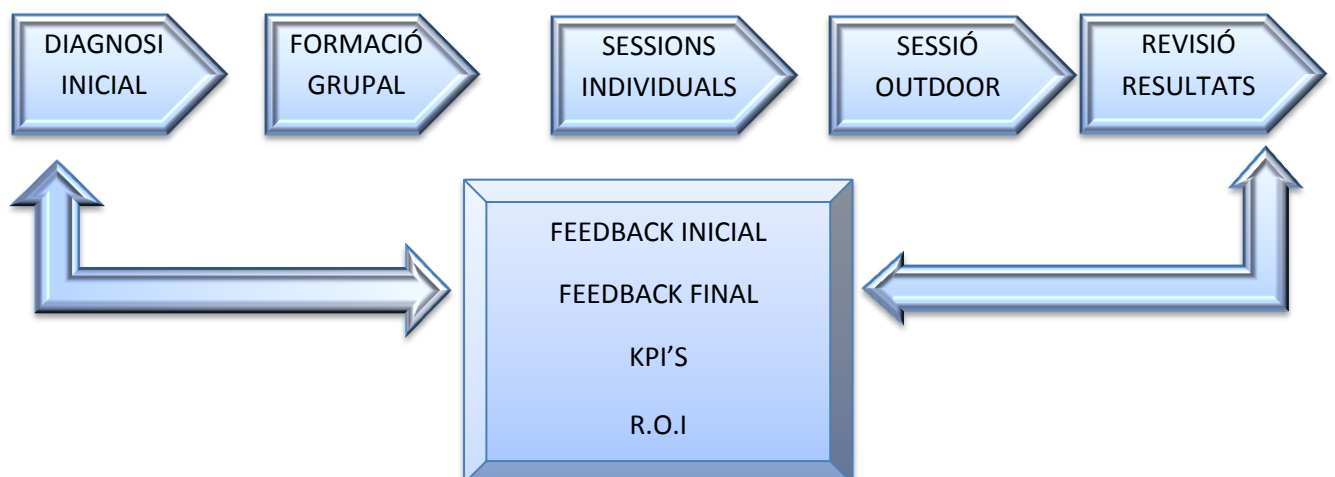 DIAGNOSI
INICIAL
FORMACIÓ
GRUPAL
SESSIONS
INDIVIDUALS
SESSIÓ
OUTDOOR
REVISIÓ
RESULTATS
FEEDBACK INICIAL
FEEDBACK FINAL
KPI’S
R.O.I